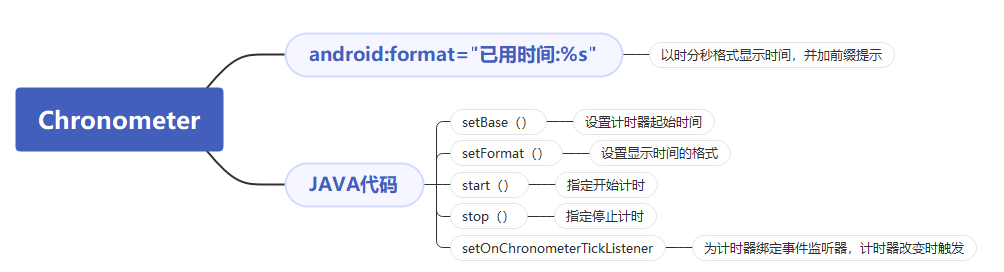 Chronometer
android:format="已用时间:%s"
以时分秒格式显示时间，并加前缀提示
JAVA代码
setBase（）
设置计时器起始时间
setFormat（）
设置显示时间的格式
start（）
指定开始计时
stop（）
指定停止计时
setOnChronometerTickListener
为计时器绑定事件监听器，计时器改变时触发